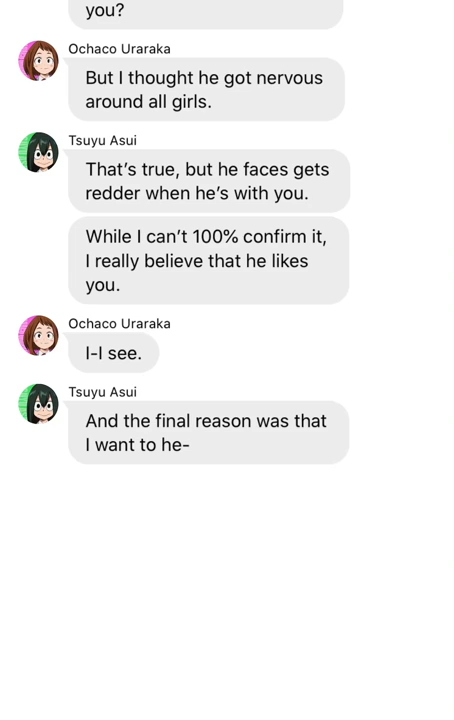 you?
Ochaco Uraraka
But I thought he got nervous
around all girls.
Tsuyu Asui
That’s true, but he faces gets
redder when he’s with you.
While I can’t 100% confirm it,
I really believe that he likes
you.
Ochaco Uraraka
I-I see.
Tsuyu Asui
And the final reason was that
I want to he-